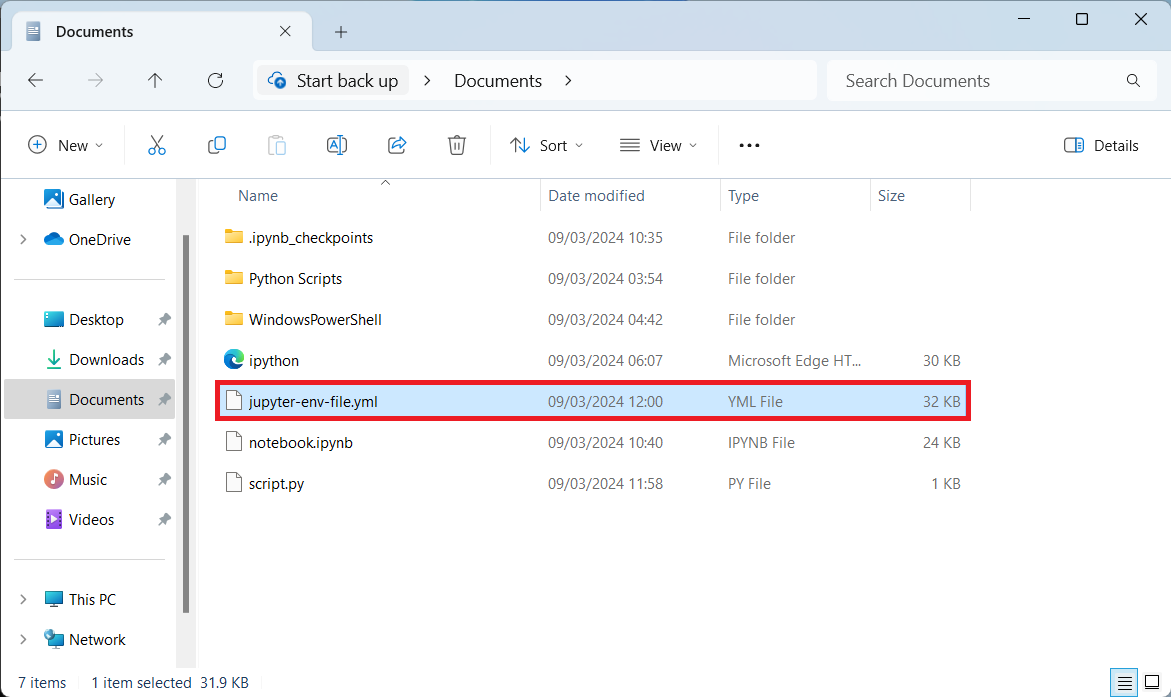 Documents
Start back up > Documents >
Search Documents
New
Sort
View
Details
Gallery
OneDrive
Desktop
Downloads
Documents
Pictures
Music
Videos
This PC
Network
Name Date modified Type Size
.ipynb_checkpoints 09/03/2024 10:35 File folder
Python Scripts 09/03/2024 03:54 File folder
WindowsPowerShell 09/03/2024 04:42 File folder
ipython 09/03/2024 06:07 Microsoft Edge HT... 30 KB
jupyter-env-file.yml 09/03/2024 12:00 YML File 32 KB
notebook.ipynb 09/03/2024 10:40 IPYNB File 24 KB
script.py 09/03/2024 11:58 PY File 1 KB
7 items 1 item selected 31.9 KB